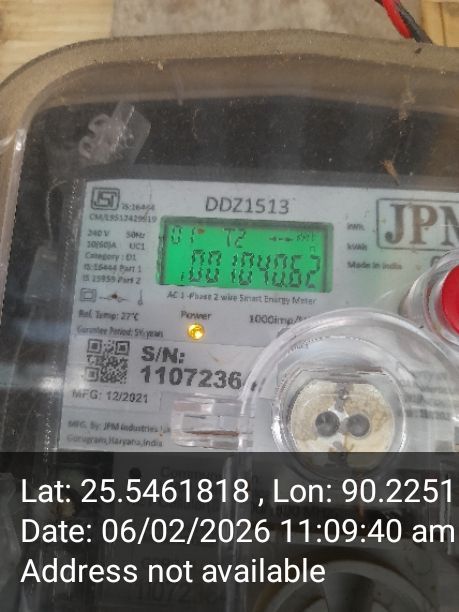 IS:16444
CM/L9512429919
DDZ1513
240 V 50Hz
10(60)A UC1
Category : D1
IS:16444 Part 1
IS 15959 Part 2
01 T2
001040.62
kWh
kVAh
JPM
Made in India
AC 1-Phase 2 wire Smart Energy Meter
Ref. Temp: 27°C
Power
Gurantee Period: 5½ years
S/N:
1107236
MFG: 12/2021
MFG. By: JPM Industries
Gurugram, Haryana, India
Lat: 25.5461818 , Lon: 90.2251
Date: 06/02/2026 11:09:40 am
Address not available